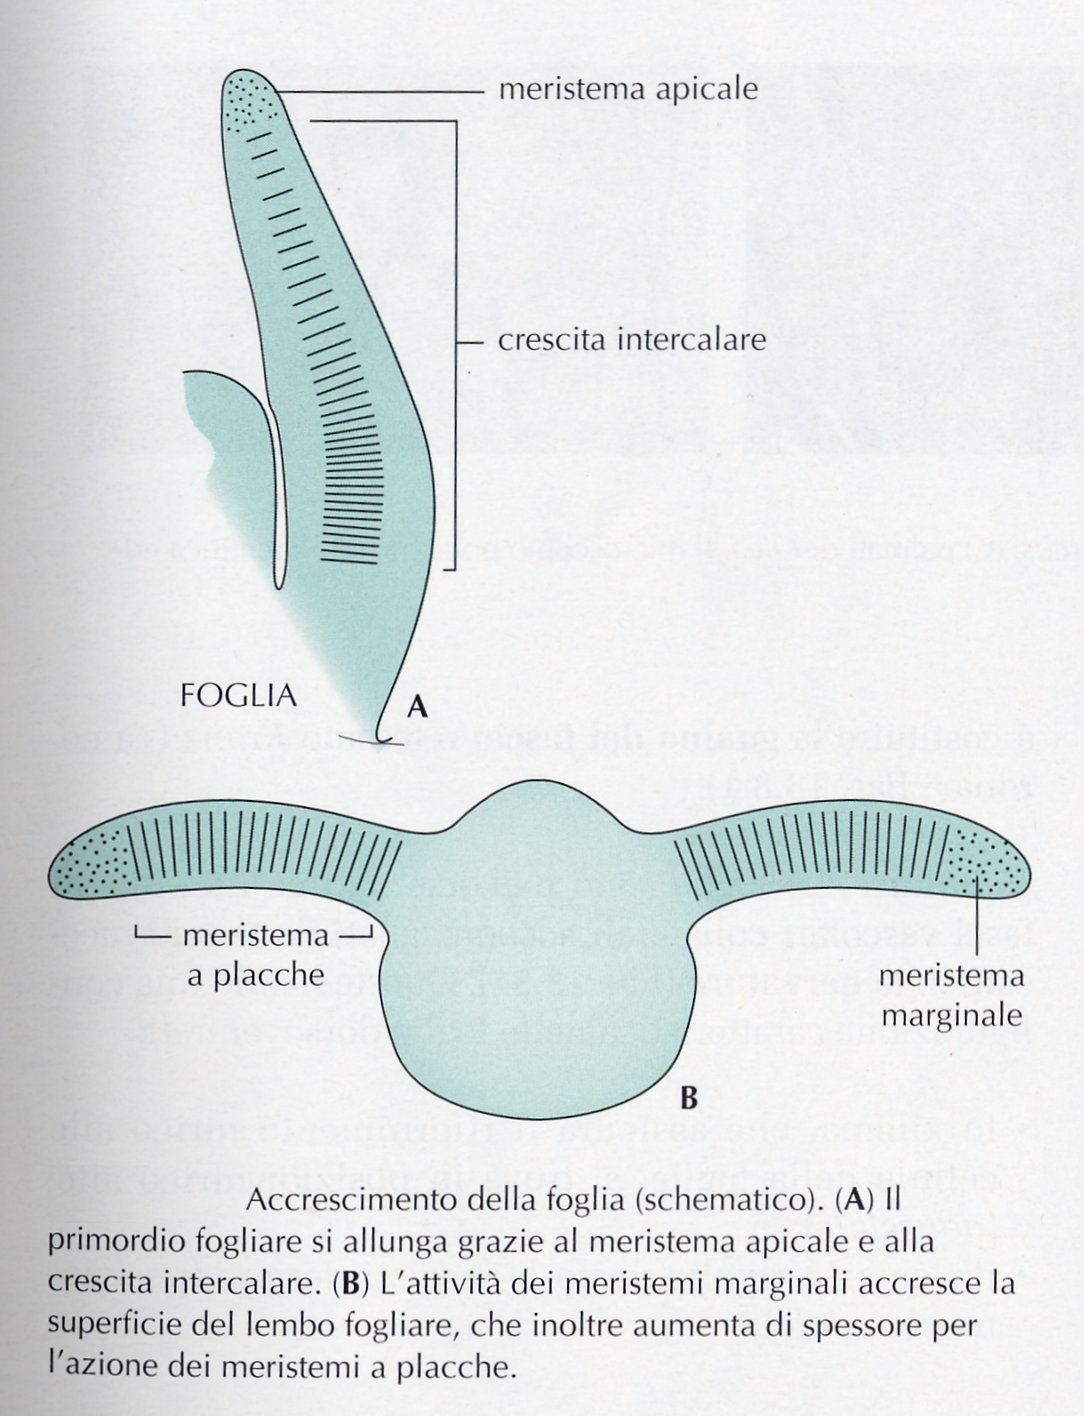 meristema apicale
crescita intercalare
FOGLIA
A
meristema
a placche
meristema
marginale
B
Accrescimento della foglia (schematico). (A) Il
primordio fogliare si allunga grazie al meristema apicale e alla
crescita intercalare. (B) L'attività dei meristemi marginali accresce la
superficie del lembo fogliare, che inoltre aumenta di spessore per
l'azione dei meristemi a placche.